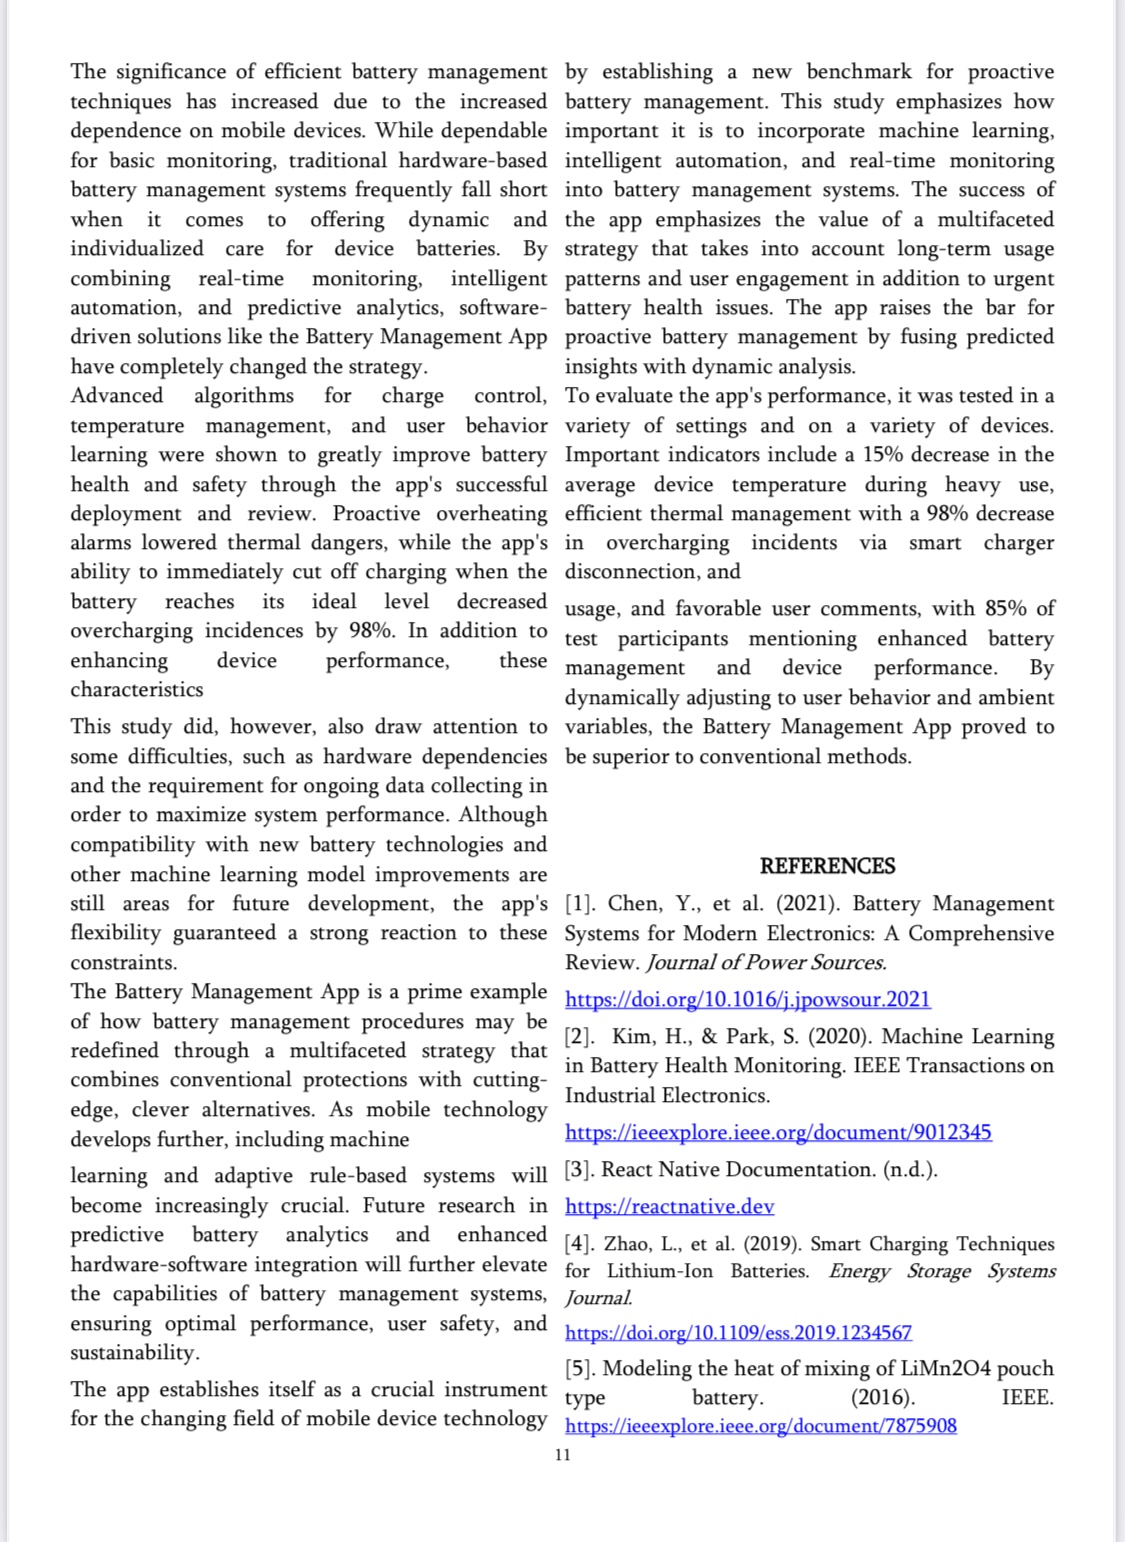 The significance of efficient battery management
techniques has increased due to the increased
dependence on mobile devices. While dependable
for basic monitoring, traditional hardware-based
battery management systems frequently fall short
when it comes to offering dynamic and
individualized care for device batteries. By
combining real-time monitoring, intelligent
automation, and predictive analytics, software-
driven solutions like the Battery Management App
have completely changed the strategy.
Advanced algorithms for charge control,
temperature management, and user behavior
learning were shown to greatly improve battery
health and safety through the app's successful
deployment and review. Proactive overheating
alarms lowered thermal dangers, while the app's
ability to immediately cut off charging when the
battery reaches its ideal level decreased
overcharging incidences by 98%. In addition to
enhancing device performance, these
characteristics
This study did, however, also draw attention to
some difficulties, such as hardware dependencies
and the requirement for ongoing data collecting in
order to maximize system performance. Although
compatibility with new battery technologies and
other machine learning model improvements are
still areas for future development, the app's
flexibility guaranteed a strong reaction to these
constraints.
The Battery Management App is a prime example
of how battery management procedures may be
redefined through a multifaceted strategy that
combines conventional protections with cutting-
edge, clever alternatives. As mobile technology
develops further, including machine
learning and adaptive rule-based systems will
become increasingly crucial. Future research in
predictive battery analytics and enhanced
hardware-software integration will further elevate
the capabilities of battery management systems,
ensuring optimal performance, user safety, and
sustainability.
The app establishes itself as a crucial instrument
for the changing field of mobile device technology
by establishing a new benchmark for proactive
battery management. This study emphasizes how
important it is to incorporate machine learning,
intelligent automation, and real-time monitoring
into battery management systems. The success of
the app emphasizes the value of a multifaceted
strategy that takes into account long-term usage
patterns and user engagement in addition to urgent
battery health issues. The app raises the bar for
proactive battery management by fusing predicted
insights with dynamic analysis.
To evaluate the app's performance, it was tested in a
variety of settings and on a variety of devices.
Important indicators include a 15% decrease in the
average device temperature during heavy use,
efficient thermal management with a 98% decrease
in overcharging incidents via smart charger
disconnection, and
usage, and favorable user comments, with 85% of
test participants mentioning enhanced battery
management and device performance. By
dynamically adjusting to user behavior and ambient
variables, the Battery Management App proved to
be superior to conventional methods.
REFERENCES
[1]. Chen, Y., et al. (2021). Battery Management
Systems for Modern Electronics: A Comprehensive
Review. Journal of Power Sources.
https://doi.org/10.1016/j.jpowsour.2021
[2]. Kim, H., & Park, S. (2020). Machine Learning
in Battery Health Monitoring. IEEE Transactions on
Industrial Electronics.
https://ieeexplore.ieee.org/document/9012345
[3]. React Native Documentation. (n.d.).
https://reactnative.dev
[4]. Zhao, L., et al. (2019). Smart Charging Techniques
for Lithium-Ion Batteries. Energy Storage Systems
Journal.
https://doi.org/10.1109/ess.2019.1234567
[5]. Modeling the heat of mixing of LiMn2O4 pouch
type battery. (2016). IEEE.
https://ieeexplore.ieee.org/document/7875908
11